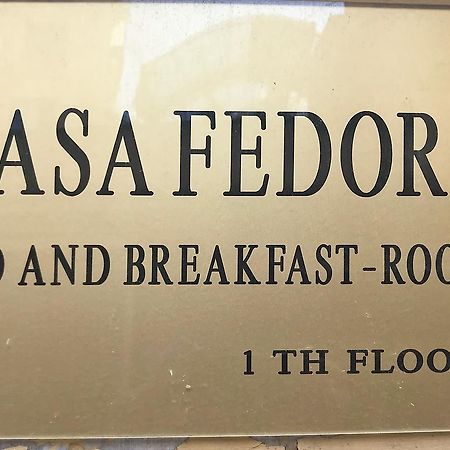 ASA FEDOR
D AND BREAKFAST-ROO
1 TH FLOO